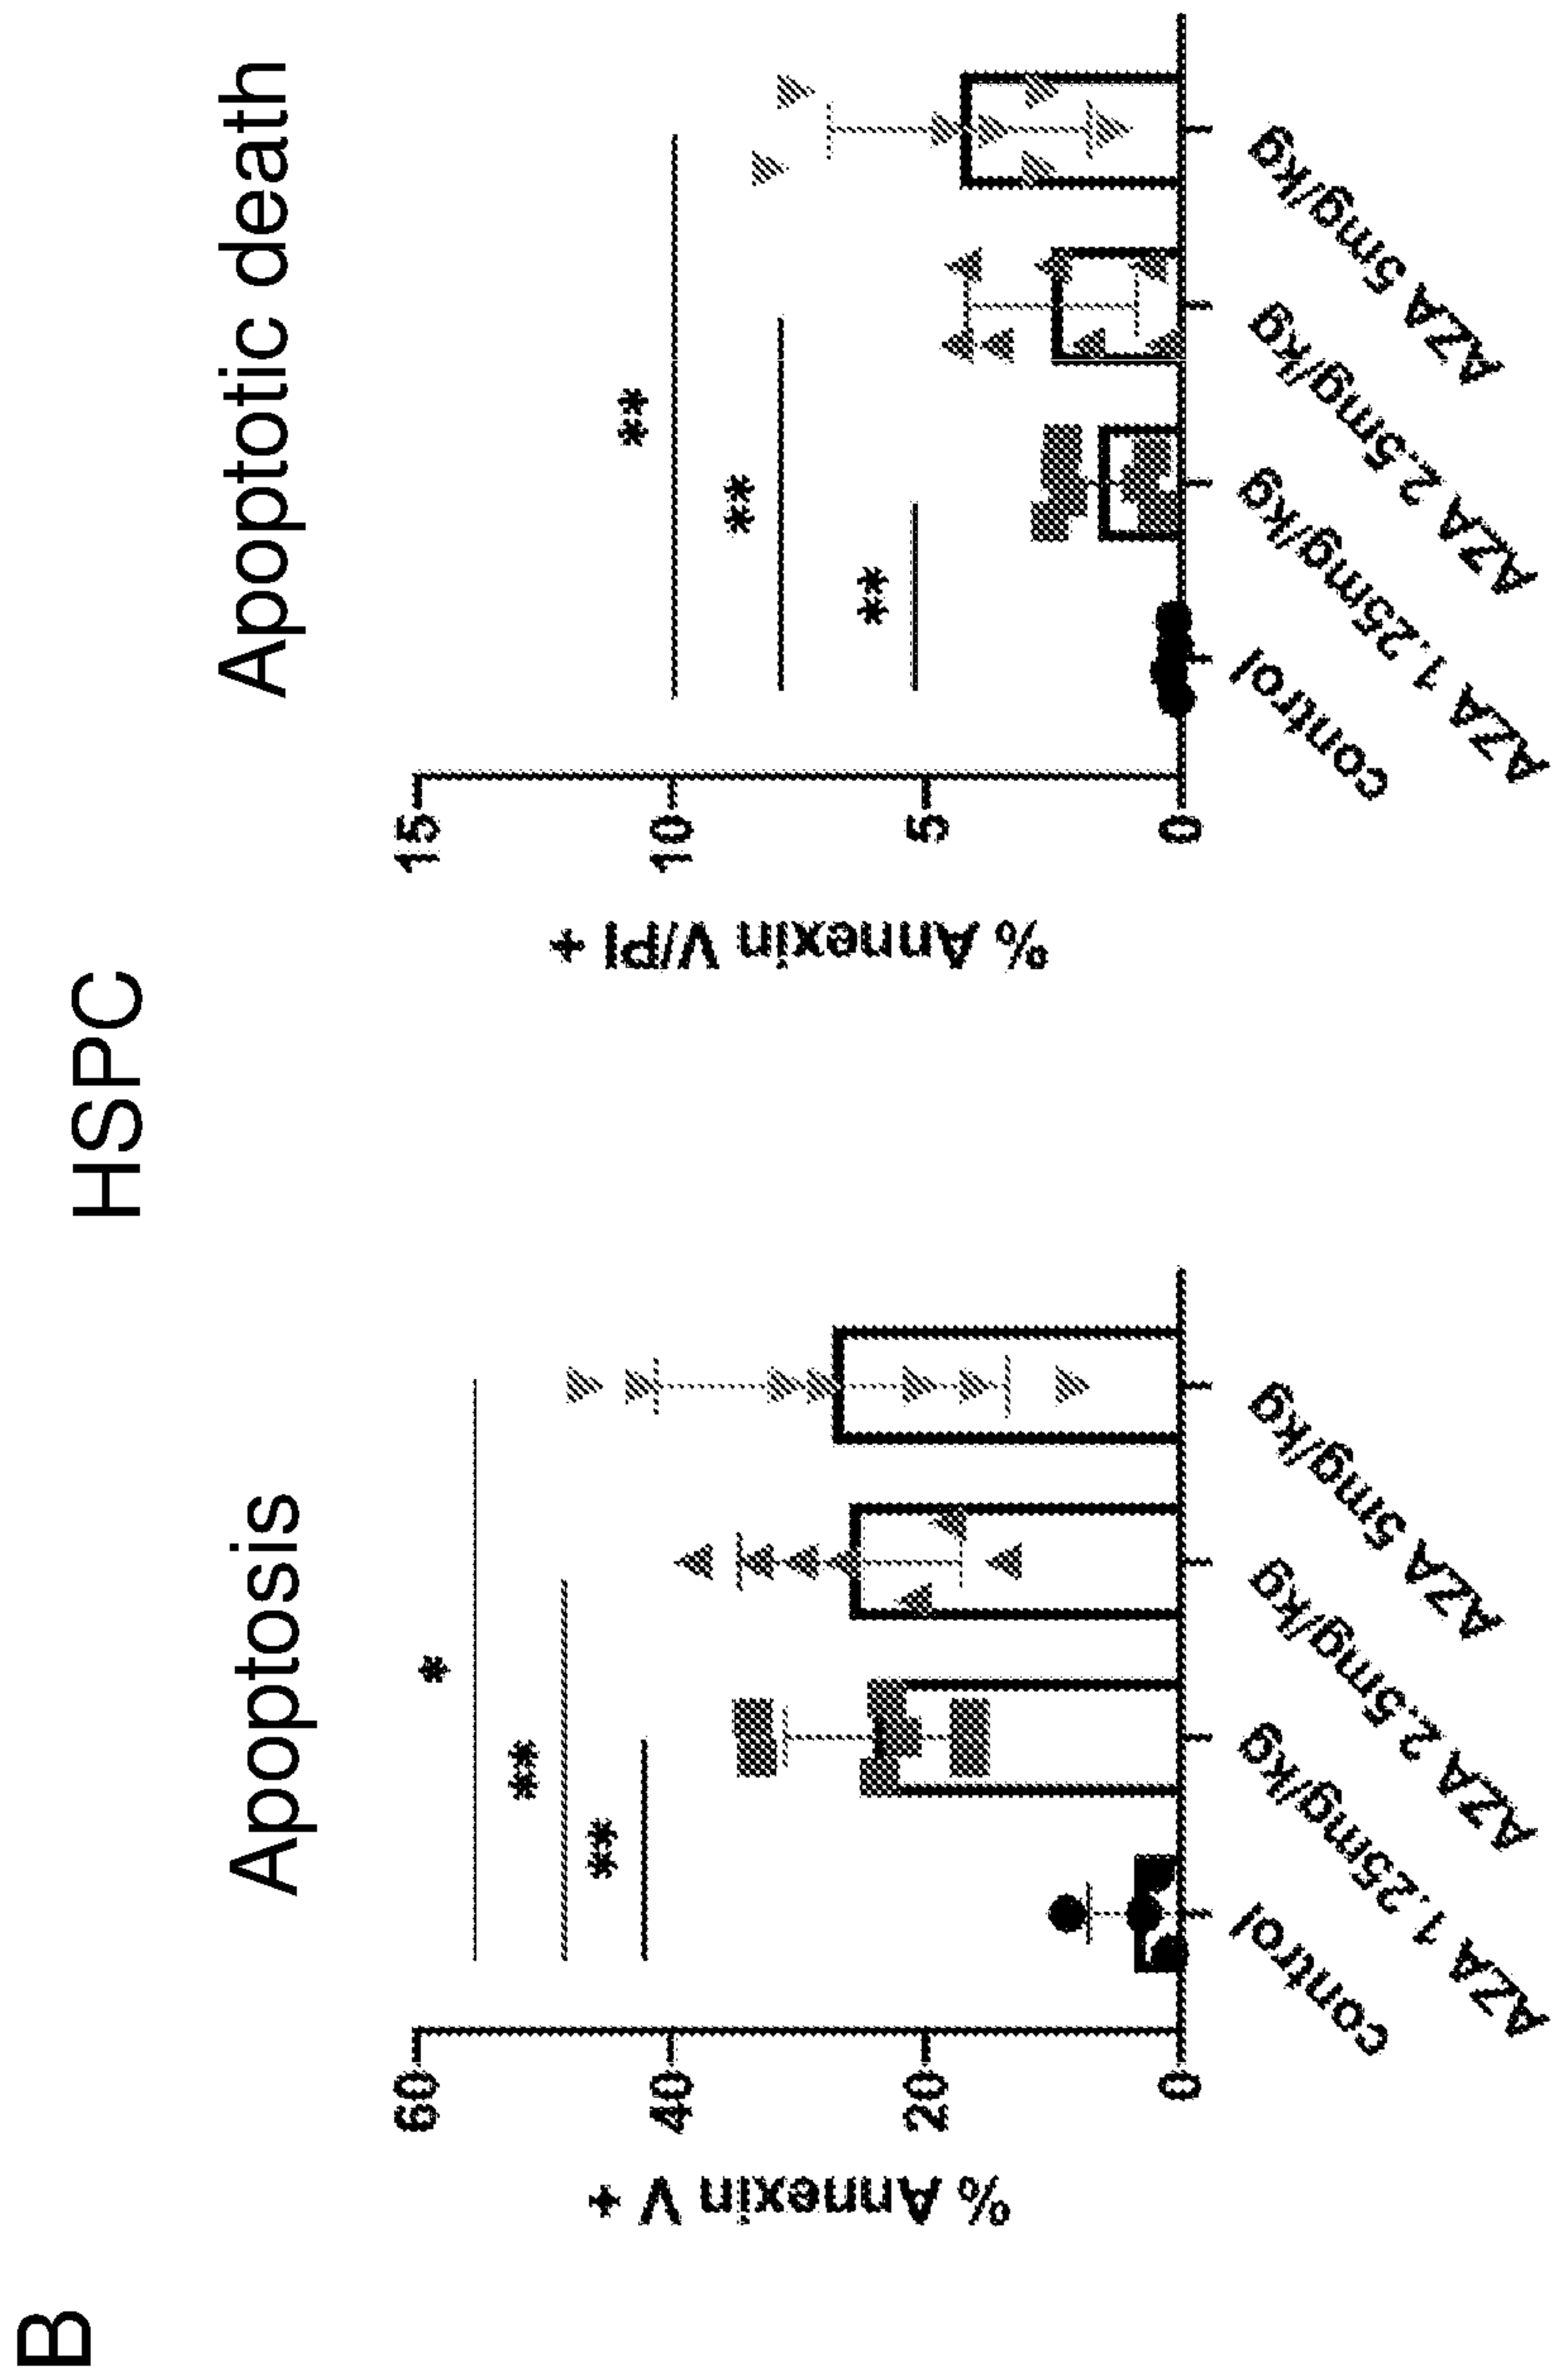 B
HSPC
Apoptosis
% Annexin V +
60
40
20
0
*
**
**
control
AZA 1.25mg/kg
AZA 2.5mg/kg
AZA 5mg/kg
Apoptotic death
% Annexin V/PI +
15
10
5
0
**
**
**
control
AZA 1.25mg/kg
AZA 2.5mg/kg
AZA 5mg/kg